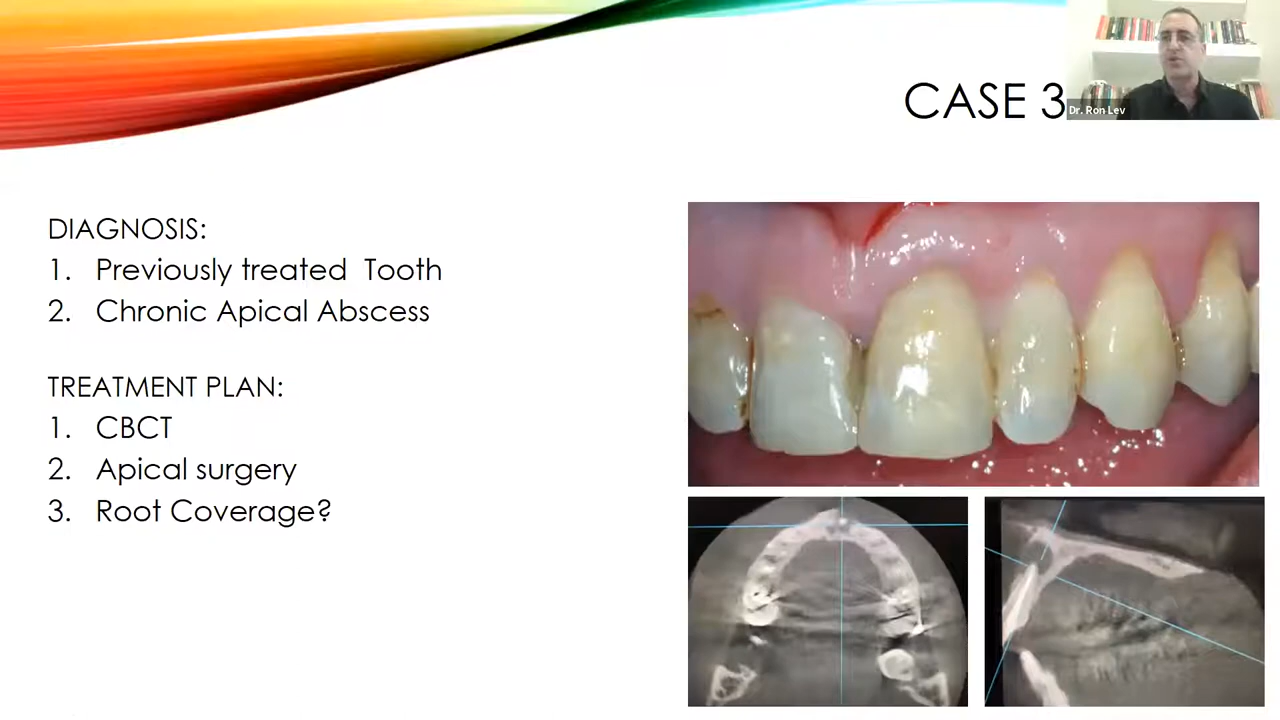 CASE 3
Dr. Ron Lev
DIAGNOSIS:
1. Previously treated Tooth
2. Chronic Apical Abscess
TREATMENT PLAN:
1. CBCT
2. Apical surgery
3. Root Coverage?